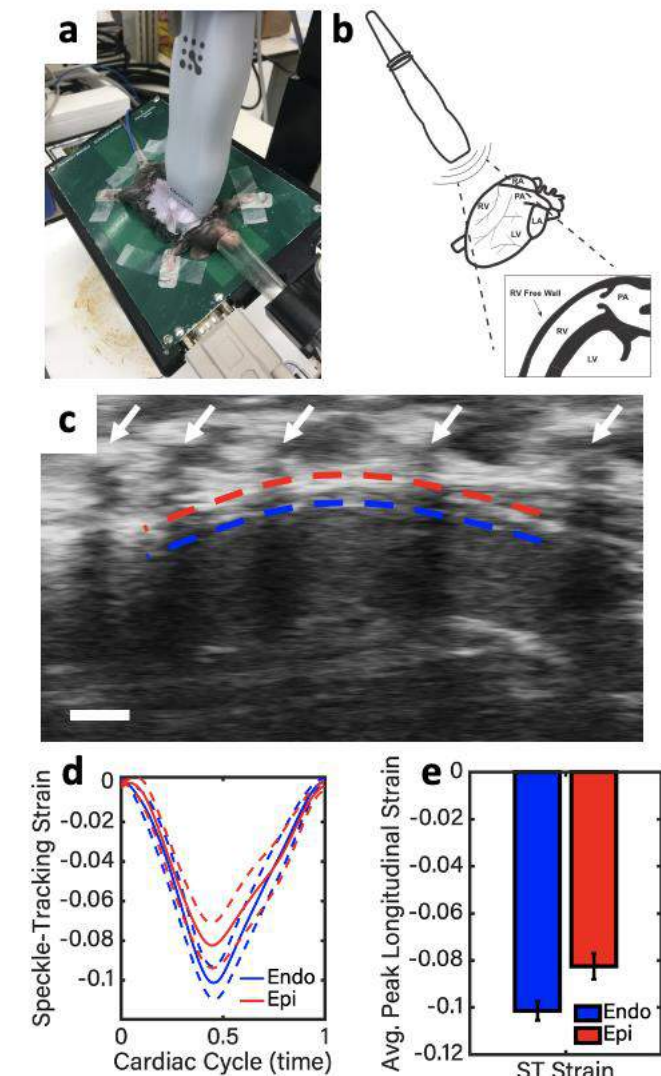 a
b
RA
PA
RV
LA
LV
RV Free Wall
PA
RV
LV
c
d
Speckle-Tracking Strain
0
-0.02
-0.04
-0.06
-0.08
-0.1
0
0.5
1
Endo
Epi
Cardiac Cycle (time)
e
Avg. Peak Longitudinal Strain
0
-0.02
-0.04
-0.06
-0.08
-0.1
-0.12
Endo
Epi
ST Strain